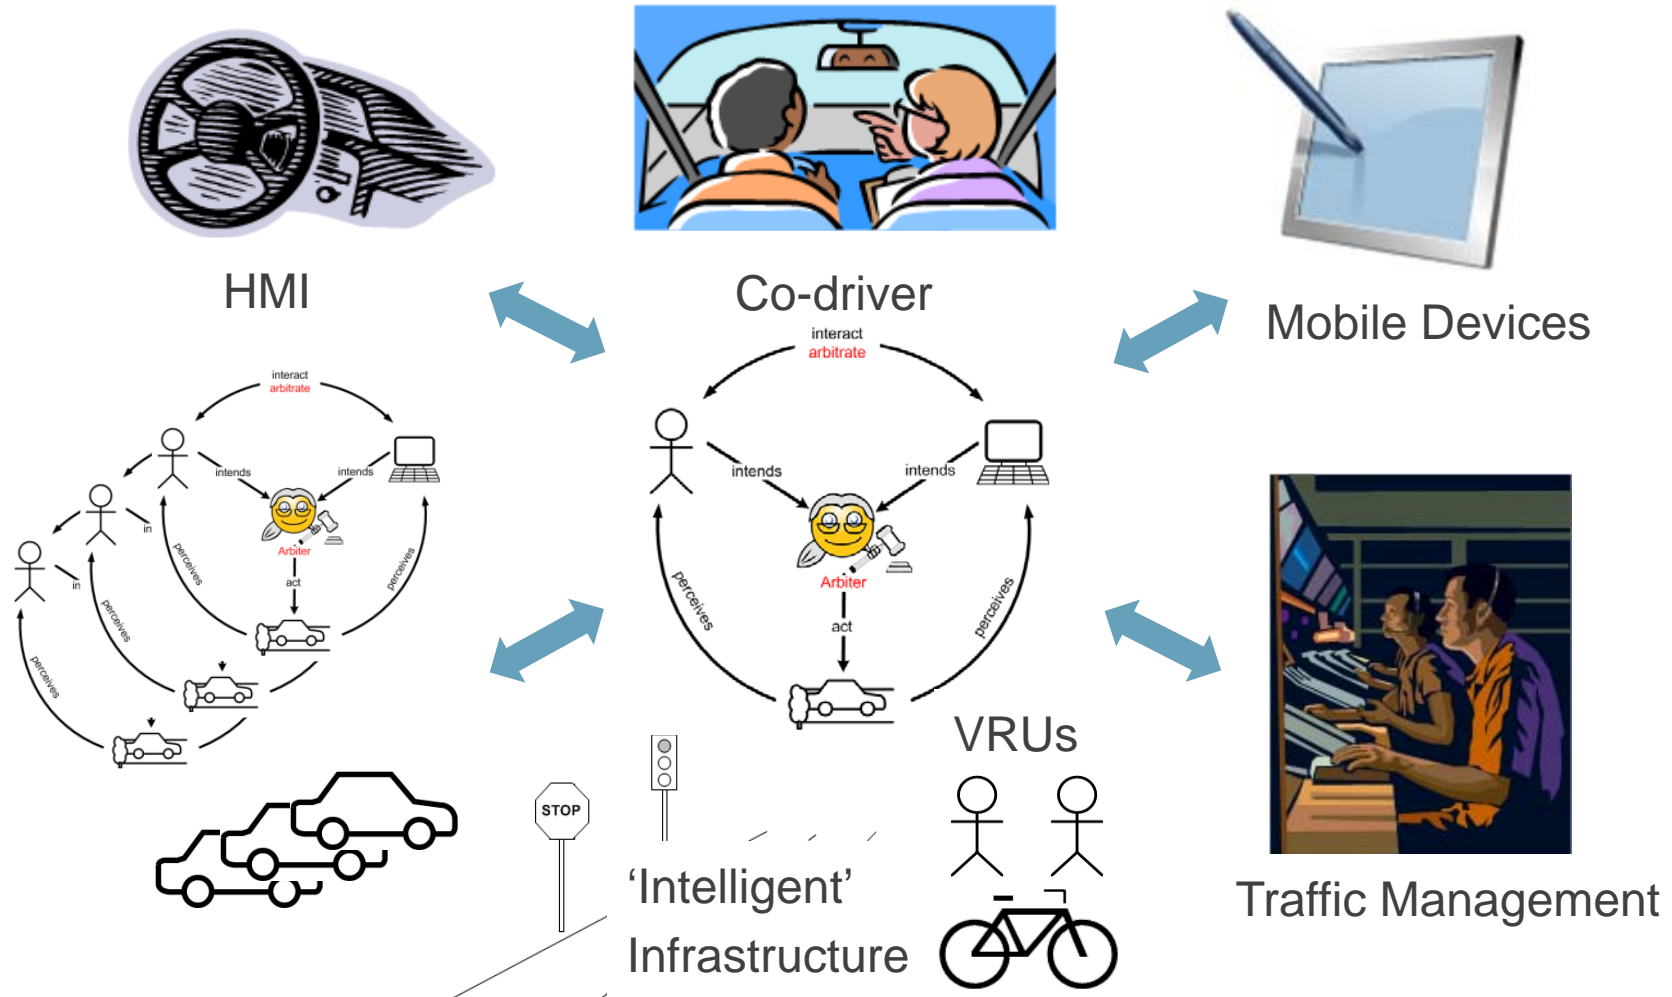 HMI
Co-driver
Mobile Devices
interact
arbitrate
intends
intends
Arbiter
act
perceives
perceives
interact
arbitrate
intends
intends
in
in
Arbiter
act
perceives
perceives
perceives
perceives
VRUs
STOP
‘Intelligent’
Infrastructure
Traffic Management